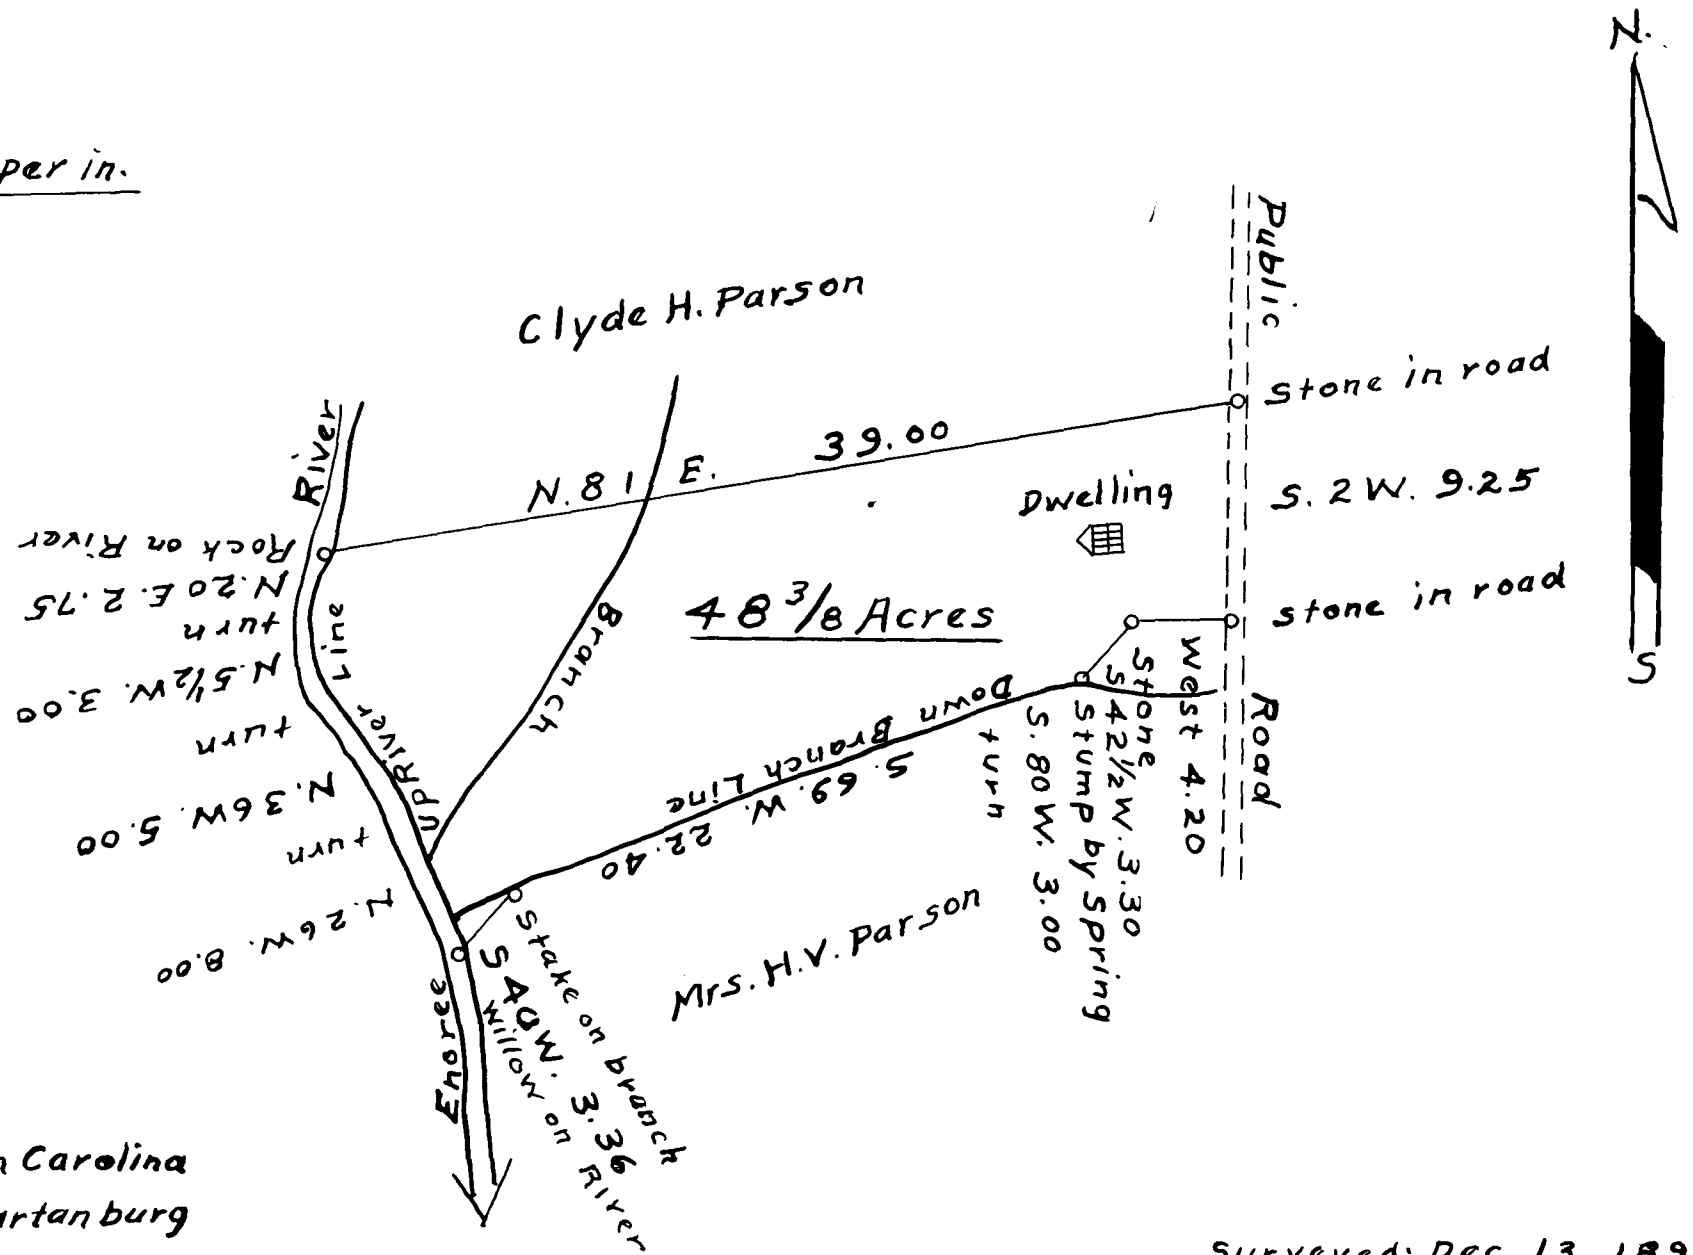 N.
per in.
Public
Clyde H. Parson
Stone in road
River
N. 81 E. 39.00
Dwelling
S. 2 W. 9.25
Rock on River
N. 20 E. 2.75
turn
N. 5 1/2 W. 3.00
turn
N. 36 W. 5.00
turn
N. 26 W. 8.00
Up River Line
Branch
48 3/8 Acres
Stone in road
S
West 4.20
Stone
S 42 1/2 W. 3.30
Stump by Spring
S. 80 W. 3.00
turn
Road
Down Branch Line
S. 69. W. 22.40
Mrs. H. V. Parson
Stake on branch
S 40 W. 3.36
Willow on River
Enoree
Carolina
artanburg
Surveyed: Dec. 13, 189